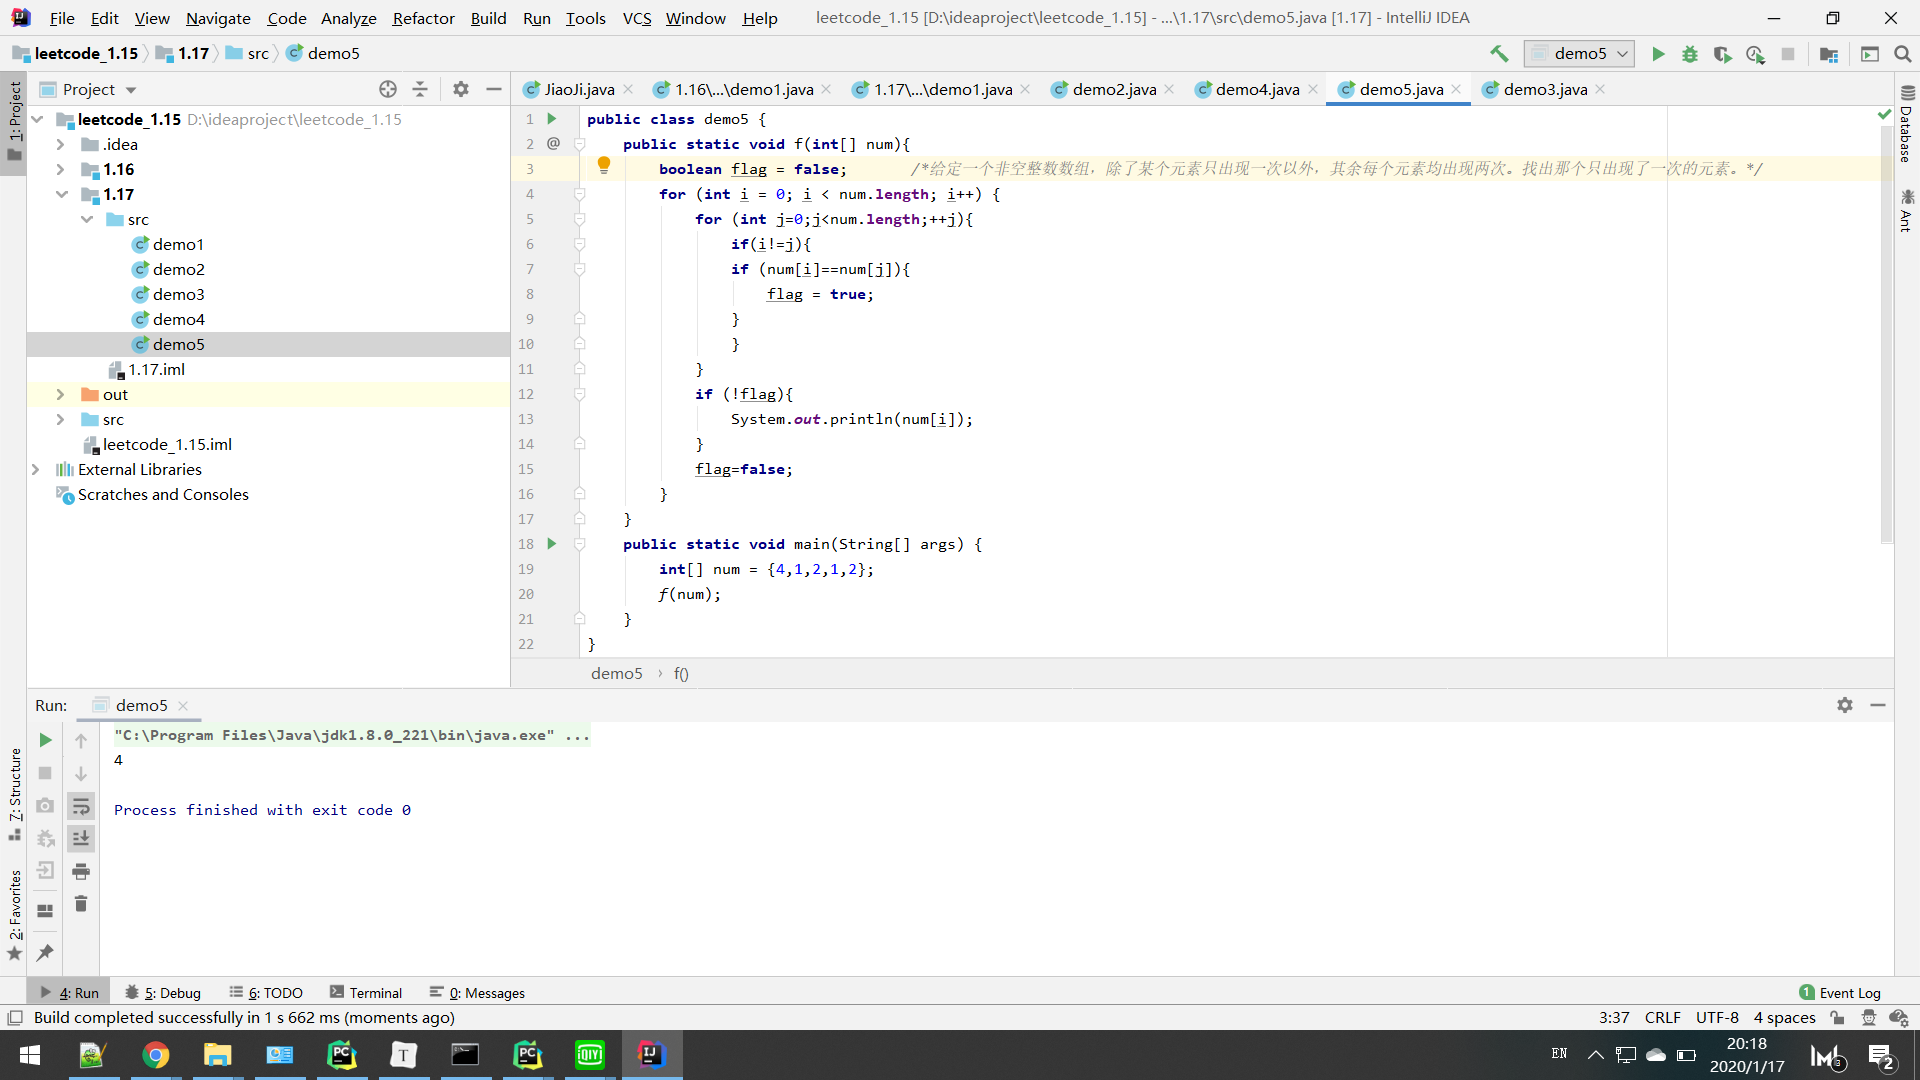 File Edit View Navigate Code Analyze Refactor Build Run Tools VCS Window Help leetcode_1.15 [D:\ideaproject\leetcode_1.15] - ...\1.17\src\demo5.java [1.17] - IntelliJ IDEA
leetcode_1.15 1.17 src demo5 demo5
Project JiaoJi.java 1.16\...\demo1.java 1.17\...\demo1.java demo2.java demo4.java demo5.java demo3.java
1: Project
7: Structure
2: Favorites
leetcode_1.15 D:\ideaproject\leetcode_1.15
.idea
1.16
1.17
src
demo1
demo2
demo3
demo4
demo5
1.17.iml
out
src
leetcode_1.15.iml
External Libraries
Scratches and Consoles
1 public class demo5 {
2 @ public static void f(int[] num){
3 boolean flag = false; /*给定一个非空整数数组，除了某个元素只出现一次以外，其余每个元素均出现两次。找出那个只出现了一次的元素。*/
4 for (int i = 0; i < num.length; i++) {
5 for (int j=0;j<num.length;++j){
6 if(i!=j){
7 if (num[i]==num[j]){
8 flag = true;
9 }
10 }
11 }
12 if (!flag){
13 System.out.println(num[i]);
14 }
15 flag=false;
16 }
17 }
18 public static void main(String[] args) {
19 int[] num = {4,1,2,1,2};
20 f(num);
21 }
22 }
demo5 › f()
Database
Ant
Run: demo5
"C:\Program Files\Java\jdk1.8.0_221\bin\java.exe" ...
4
Process finished with exit code 0
4: Run 5: Debug 6: TODO Terminal 0: Messages 1 Event Log
Build completed successfully in 1 s 662 ms (moments ago) 3:37 CRLF UTF-8 4 spaces
PC T PC iQIYI IJ EN 20:18
2020/1/17 3 2